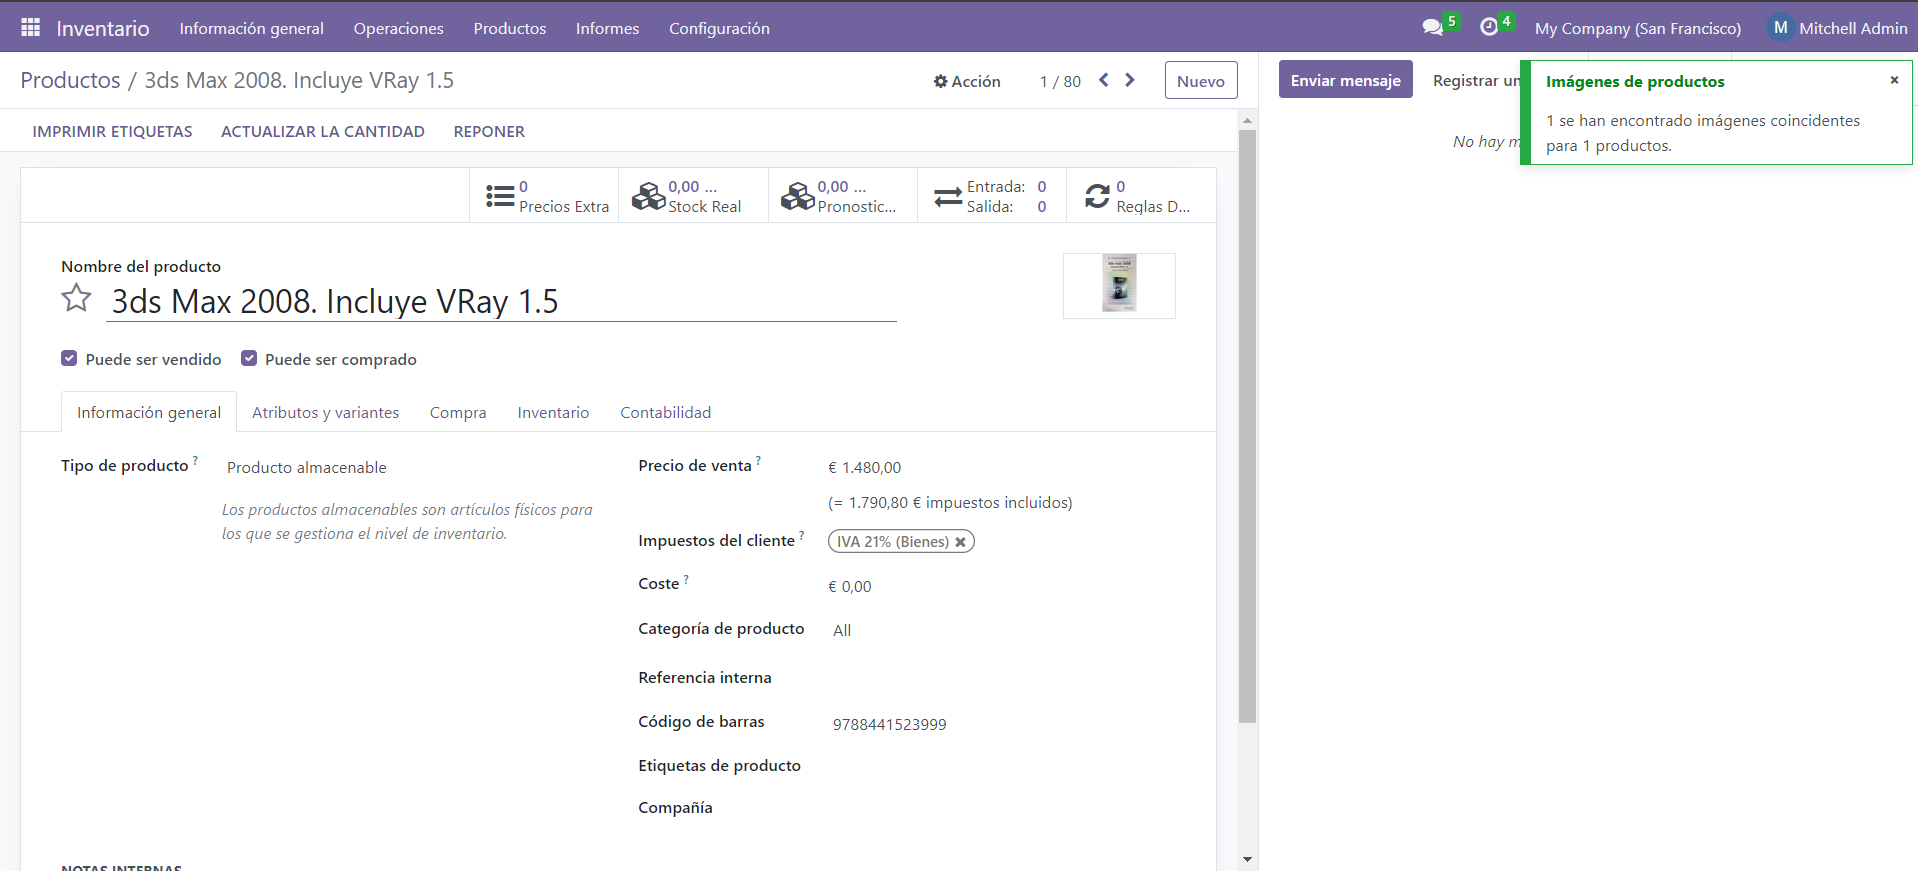 Inventario Información general Operaciones Productos Informes Configuración 5 4 My Company (San Francisco) M Mitchell Admin
Productos / 3ds Max 2008. Incluye VRay 1.5 Acción 1 / 80 Nuevo
Enviar mensaje Registrar un
Imágenes de productos ×
1 se han encontrado imágenes coincidentes
para 1 productos.
No hay m
IMPRIMIR ETIQUETAS ACTUALIZAR LA CANTIDAD REPONER
0
Precios Extra
0,00 ...
Stock Real
0,00 ...
Pronostic...
Entrada: 0
Salida: 0
0
Reglas D...
Nombre del producto
3ds Max 2008. Incluye VRay 1.5
3ds max 2008
Puede ser vendido Puede ser comprado
Información general Atributos y variantes Compra Inventario Contabilidad
Tipo de producto ? Producto almacenable
Los productos almacenables son artículos físicos para
los que se gestiona el nivel de inventario.
Precio de venta ? € 1.480,00
(= 1.790,80 € impuestos incluidos)
Impuestos del cliente ? IVA 21% (Bienes) ×
Coste ? € 0,00
Categoría de producto All
Referencia interna
Código de barras 9788441523999
Etiquetas de producto
Compañía
NOTAS INTERNAS